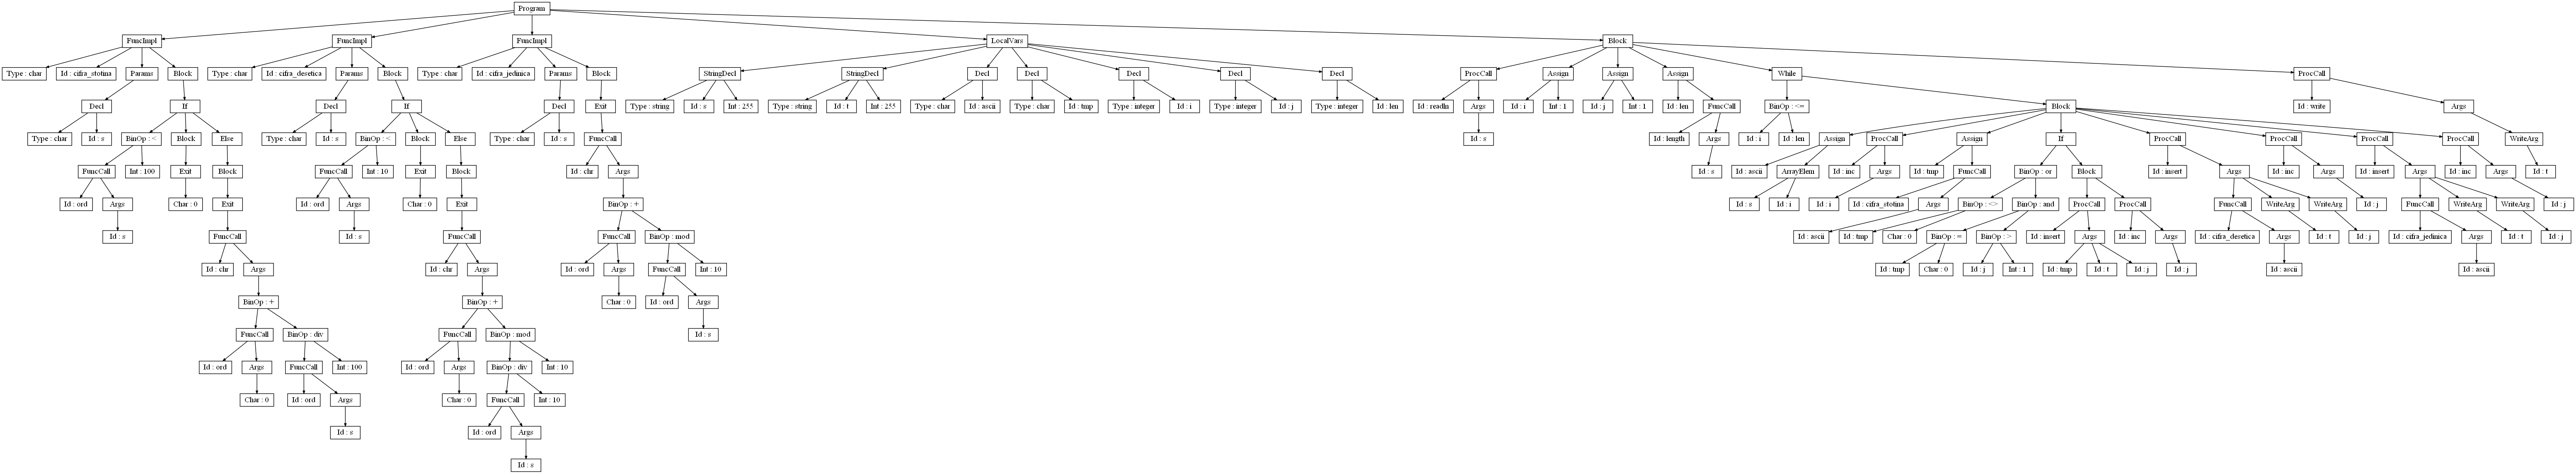 Program
FuncImpl FuncImpl FuncImpl LocalVars Block
Type : char Id : cifra_stotina Params Block Type : char Id : cifra_desetica Params Block Type : char Id : cifra_jedinica Params Block StringDecl StringDecl Decl Decl Decl Decl Decl ProcCall Assign Assign Assign While ProcCall
Decl If Decl If Decl Exit Type : string Id : s Int : 255 Type : string Id : t Int : 255 Type : char Id : ascii Type : char Id : tmp Type : integer Id : i Type : integer Id : j Type : integer Id : len Id : readln Args Id : i Int : 1 Id : j Int : 1 Id : len FuncCall BinOp : <= Block Id : write Args
Type : char Id : s BinOp : < Block Else Type : char Id : s BinOp : < Block Else Type : char Id : s FuncCall Id : s Id : length Args Id : i Id : len Assign ProcCall Assign If ProcCall ProcCall ProcCall ProcCall WriteArg
FuncCall Int : 100 Exit Block FuncCall Int : 10 Exit Block Id : chr Args Id : s Id : ascii ArrayElem Id : inc Args Id : tmp FuncCall BinOp : or Block Id : insert Args Id : inc Args Id : insert Args Id : inc Args Id : t
Id : ord Args Char : 0 Exit Id : ord Args Char : 0 Exit BinOp : + Id : s Id : i Id : i Id : cifra_stotina Args BinOp : <> BinOp : and ProcCall ProcCall FuncCall WriteArg WriteArg Id : j FuncCall WriteArg WriteArg Id : j
Id : s FuncCall Id : s FuncCall FuncCall BinOp : mod Id : ascii Id : tmp Char : 0 BinOp : = BinOp : > Id : insert Args Id : inc Args Id : cifra_desetica Args Id : t Id : j Id : cifra_jedinica Args Id : t Id : j
Id : chr Args Id : chr Args Id : ord Args FuncCall Int : 10 Id : tmp Char : 0 Id : j Int : 1 Id : tmp Id : t Id : j Id : j Id : ascii Id : ascii
BinOp : + BinOp : + Char : 0 Id : ord Args
FuncCall BinOp : div FuncCall BinOp : mod Id : s
Id : ord Args FuncCall Int : 100 Id : ord Args BinOp : div Int : 10
Char : 0 Id : ord Args Char : 0 FuncCall Int : 10
Id : s Id : ord Args
Id : s